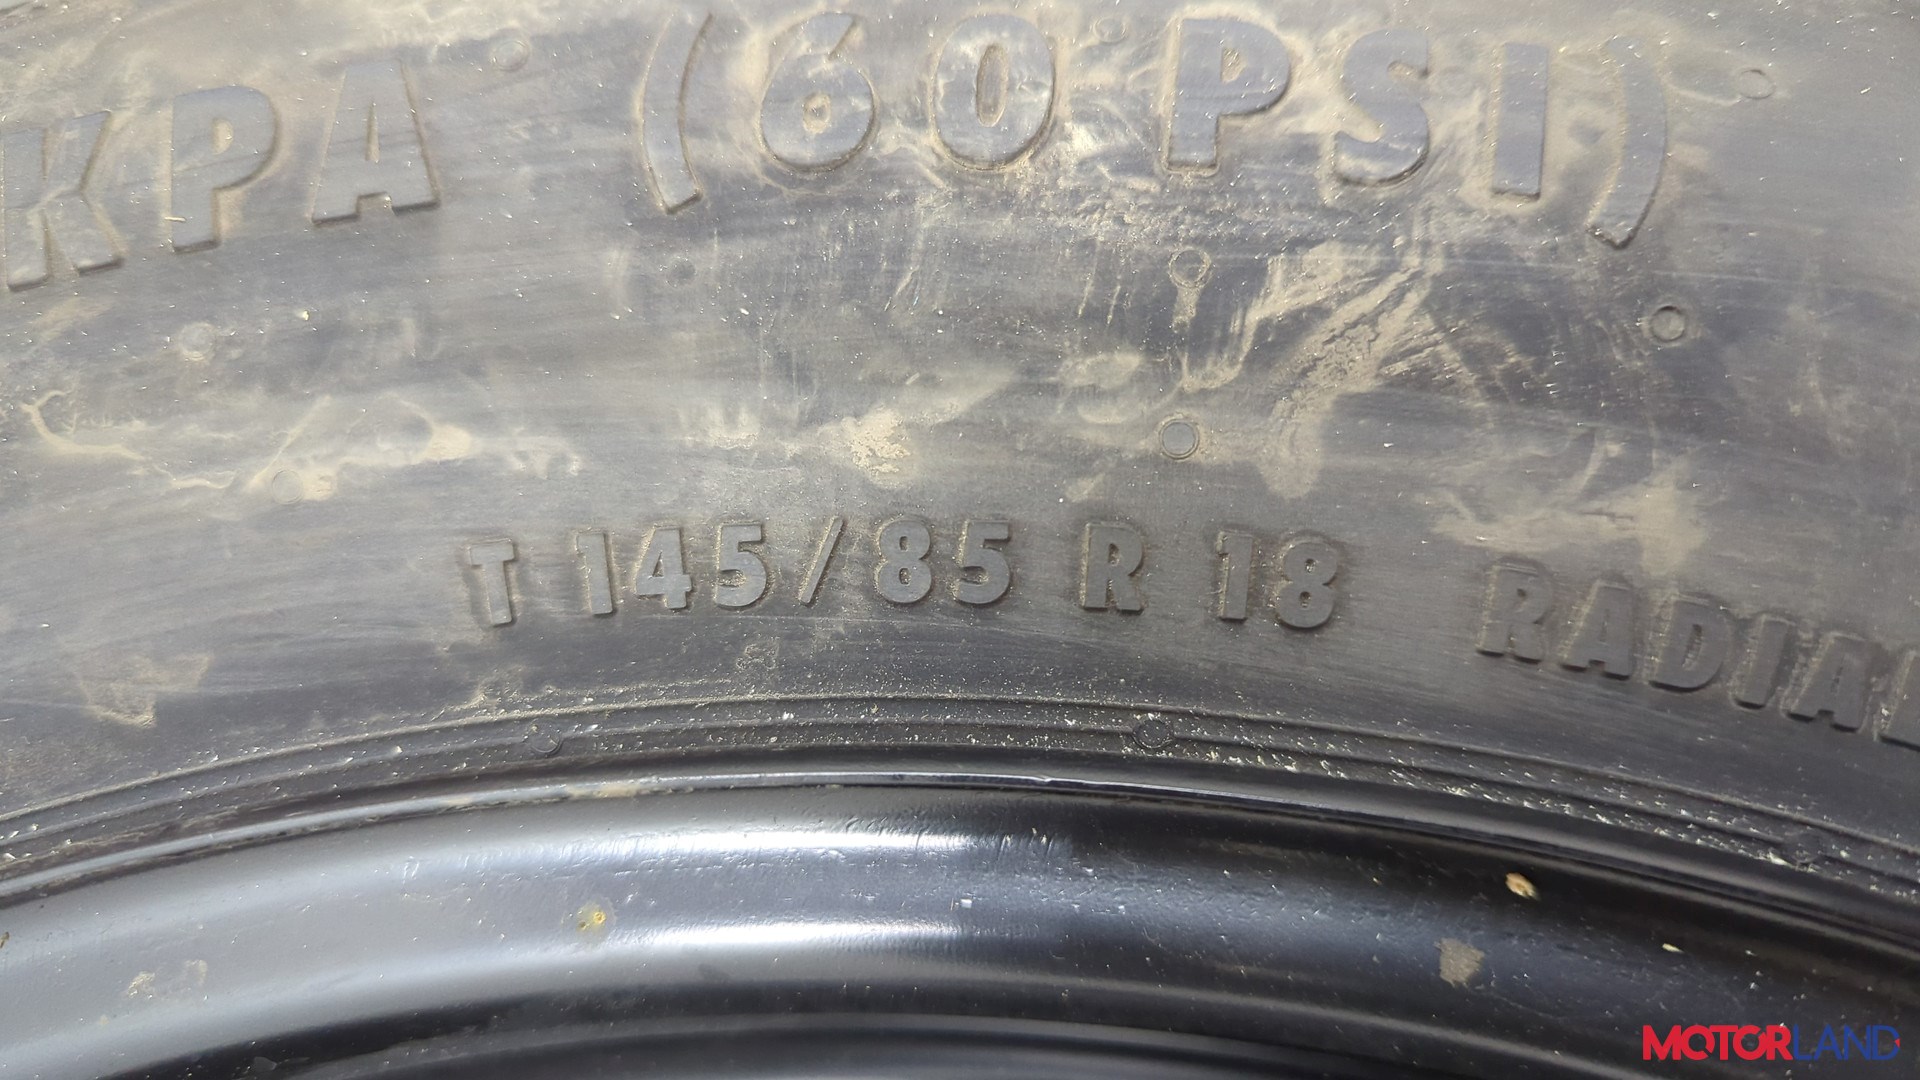 KPA (60 PSI)
T 145/85 R 18 RADIAL
MOTORLAND